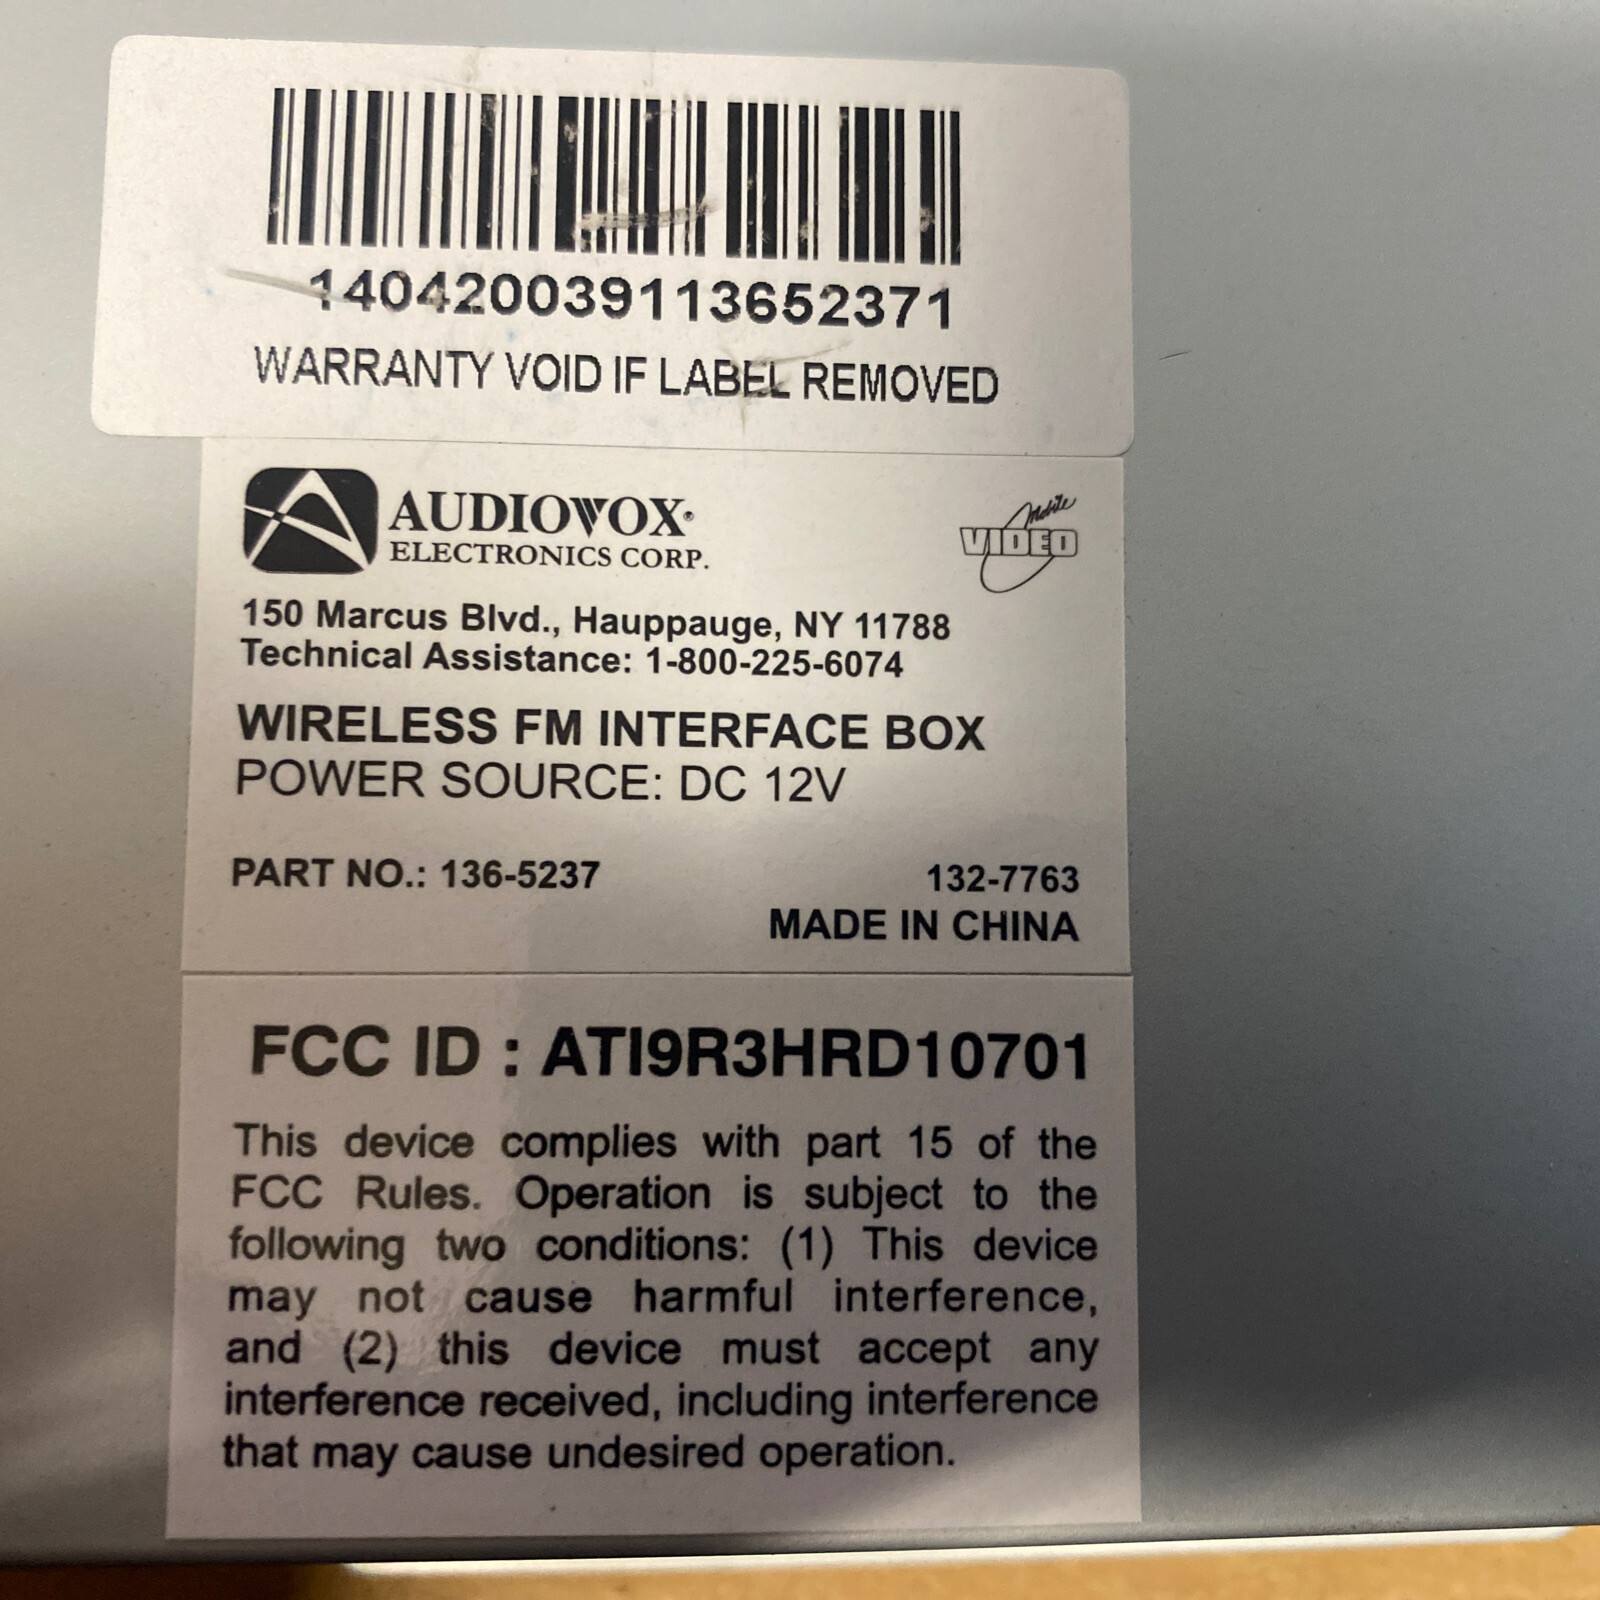 140420039113652371
WARRANTY VOID IF LABEL REMOVED
AUDIOVOX®
ELECTRONICS CORP.
Mobile
VIDEO
150 Marcus Blvd., Hauppauge, NY 11788
Technical Assistance: 1-800-225-6074
WIRELESS FM INTERFACE BOX
POWER SOURCE: DC 12V
PART NO.: 136-5237 132-7763
MADE IN CHINA
FCC ID : ATI9R3HRD10701
This device complies with part 15 of the
FCC Rules. Operation is subject to the
following two conditions: (1) This device
may not cause harmful interference,
and (2) this device must accept any
interference received, including interference
that may cause undesired operation.